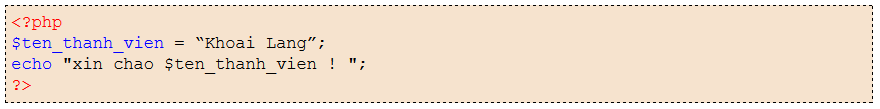 <?php
$ten_thanh_vien = “Khoai Lang”;
echo "xin chao $ten_thanh_vien ! ";
?>